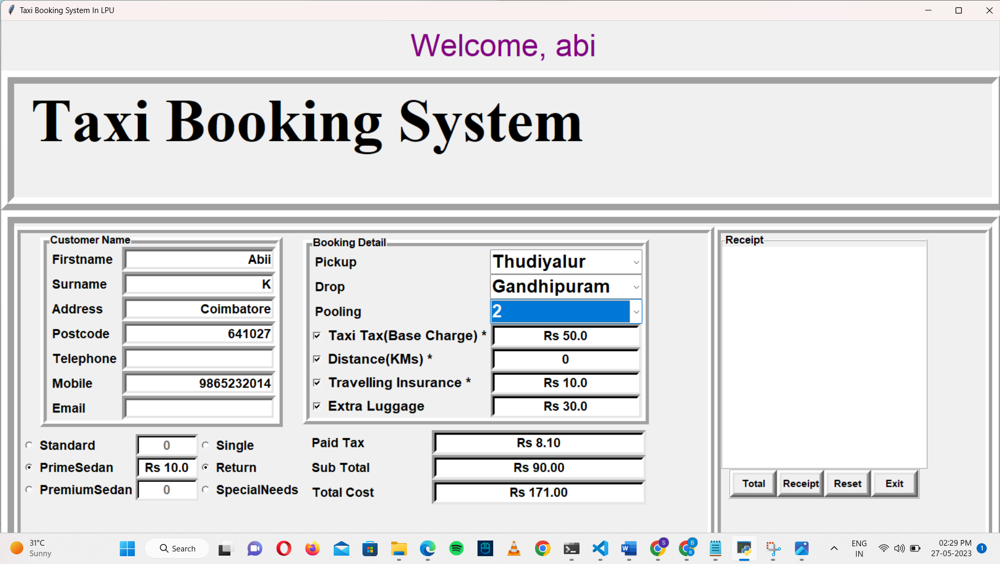 Taxi Booking System In LPU
Welcome, abi
Taxi Booking System
Customer Name
Firstname Abii
Surname K
Address Coimbatore
Postcode 641027
Telephone
Mobile 9865232014
Email
Booking Detail
Pickup Thudiyalur
Drop Gandhipuram
Pooling 2
Taxi Tax(Base Charge) * Rs 50.0
Distance(KMs) * 0
Travelling Insurance * Rs 10.0
Extra Luggage Rs 30.0
Receipt
Standard 0 Single
PrimeSedan Rs 10.0 Return
PremiumSedan 0 SpecialNeeds
Paid Tax Rs 8.10
Sub Total Rs 90.00
Total Cost Rs 171.00
Total Receipt Reset Exit
31°C
Sunny
Search
S
B
B
W
ENG
IN
02:29 PM
27-05-2023
1